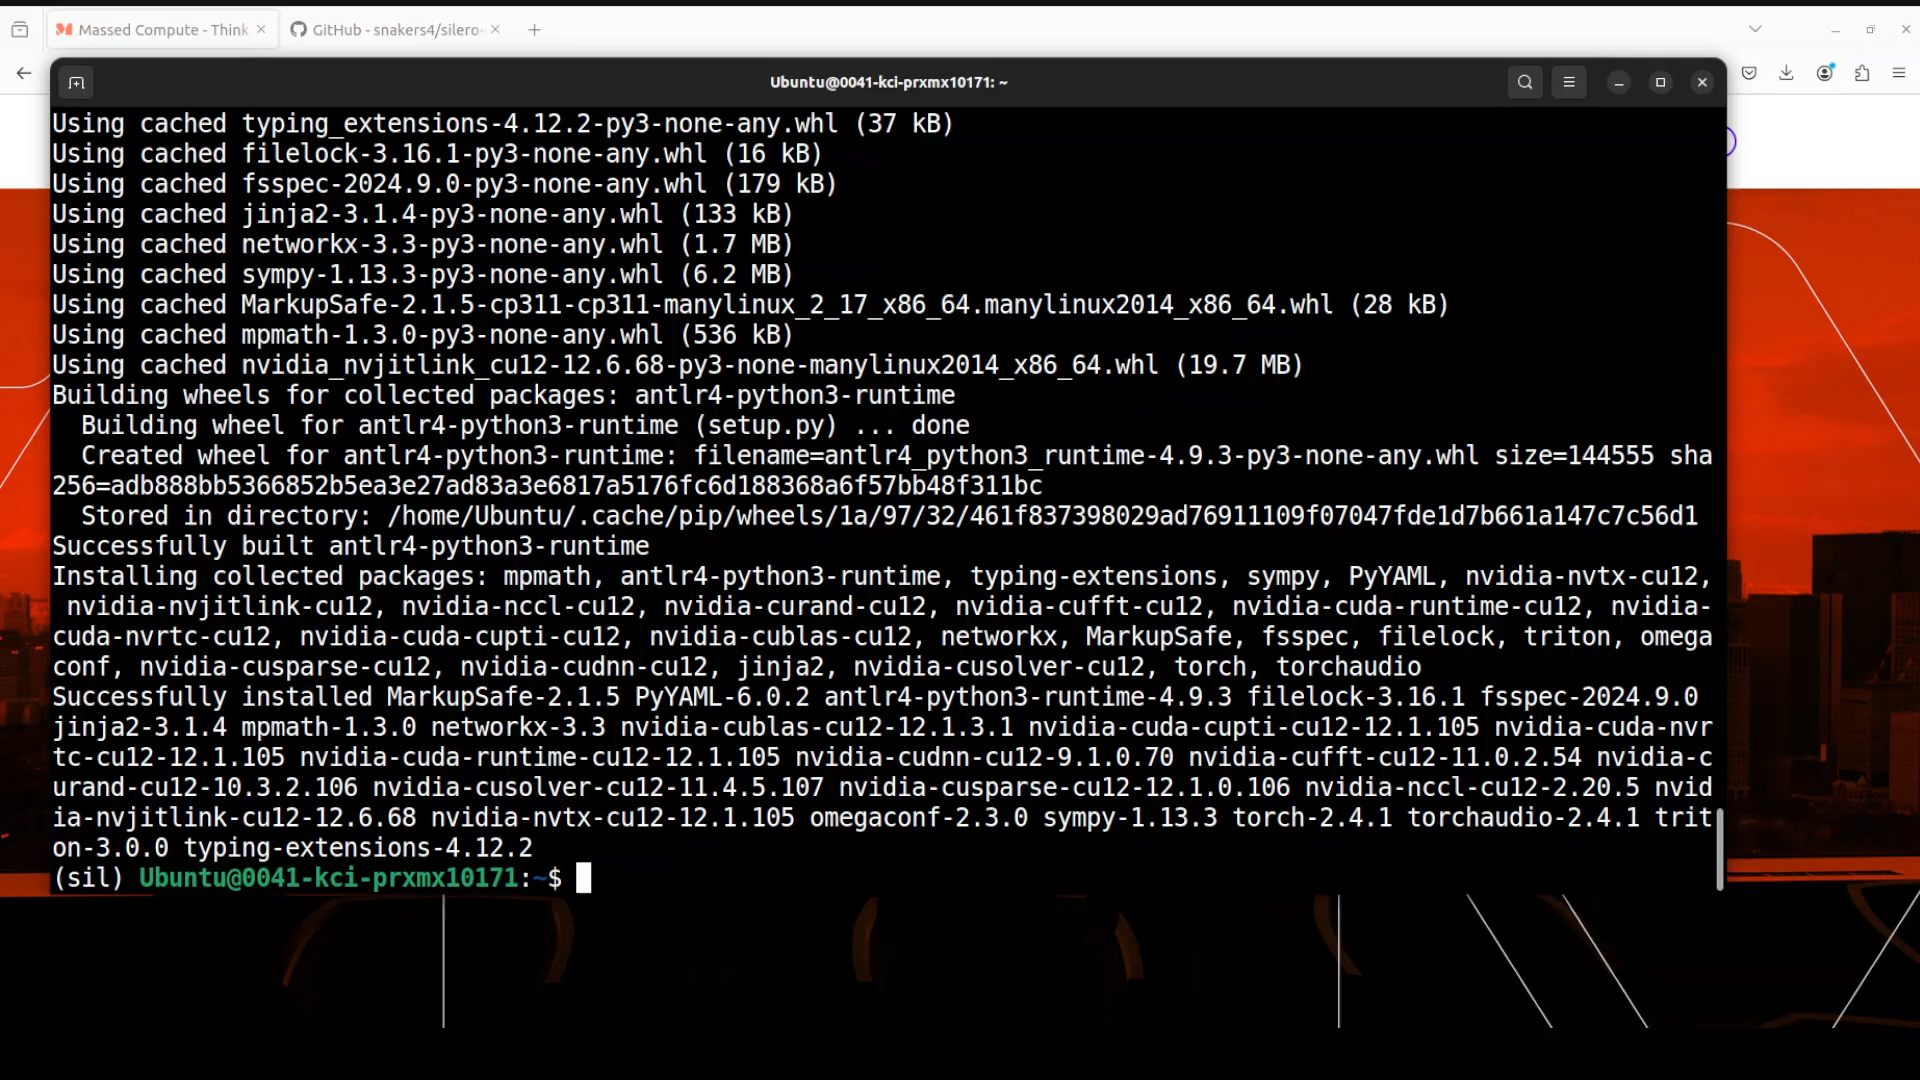 Massed Compute - Think
GitHub - snakers4/silero-
Ubuntu@0041-kci-prxmx10171: ~
Using cached typing_extensions-4.12.2-py3-none-any.whl (37 kB)
Using cached filelock-3.16.1-py3-none-any.whl (16 kB)
Using cached fsspec-2024.9.0-py3-none-any.whl (179 kB)
Using cached jinja2-3.1.4-py3-none-any.whl (133 kB)
Using cached networkx-3.3-py3-none-any.whl (1.7 MB)
Using cached sympy-1.13.3-py3-none-any.whl (6.2 MB)
Using cached MarkupSafe-2.1.5-cp311-cp311-manylinux_2_17_x86_64.manylinux2014_x86_64.whl (28 kB)
Using cached mpmath-1.3.0-py3-none-any.whl (536 kB)
Using cached nvidia_nvjitlink_cu12-12.6.68-py3-none-manylinux2014_x86_64.whl (19.7 MB)
Building wheels for collected packages: antlr4-python3-runtime
  Building wheel for antlr4-python3-runtime (setup.py) ... done
  Created wheel for antlr4-python3-runtime: filename=antlr4_python3_runtime-4.9.3-py3-none-any.whl size=144555 sha
256=adb888bb5366852b5ea3e27ad83a3e6817a5176fc6d188368a6f57bb48f311bc
  Stored in directory: /home/Ubuntu/.cache/pip/wheels/1a/97/32/461f837398029ad76911109f07047fde1d7b661a147c7c56d1
Successfully built antlr4-python3-runtime
Installing collected packages: mpmath, antlr4-python3-runtime, typing-extensions, sympy, PyYAML, nvidia-nvtx-cu12,
 nvidia-nvjitlink-cu12, nvidia-nccl-cu12, nvidia-curand-cu12, nvidia-cufft-cu12, nvidia-cuda-runtime-cu12, nvidia-
cuda-nvrtc-cu12, nvidia-cuda-cupti-cu12, nvidia-cublas-cu12, networkx, MarkupSafe, fsspec, filelock, triton, omega
conf, nvidia-cusparse-cu12, nvidia-cudnn-cu12, jinja2, nvidia-cusolver-cu12, torch, torchaudio
Successfully installed MarkupSafe-2.1.5 PyYAML-6.0.2 antlr4-python3-runtime-4.9.3 filelock-3.16.1 fsspec-2024.9.0
jinja2-3.1.4 mpmath-1.3.0 networkx-3.3 nvidia-cublas-cu12-12.1.3.1 nvidia-cuda-cupti-cu12-12.1.105 nvidia-cuda-nvr
tc-cu12-12.1.105 nvidia-cuda-runtime-cu12-12.1.105 nvidia-cudnn-cu12-9.1.0.70 nvidia-cufft-cu12-11.0.2.54 nvidia-c
urand-cu12-10.3.2.106 nvidia-cusolver-cu12-11.4.5.107 nvidia-cusparse-cu12-12.1.0.106 nvidia-nccl-cu12-2.20.5 nvid
ia-nvjitlink-cu12-12.6.68 nvidia-nvtx-cu12-12.1.105 omegaconf-2.3.0 sympy-1.13.3 torch-2.4.1 torchaudio-2.4.1 trit
on-3.0.0 typing-extensions-4.12.2
(sil) Ubuntu@0041-kci-prxmx10171:~$